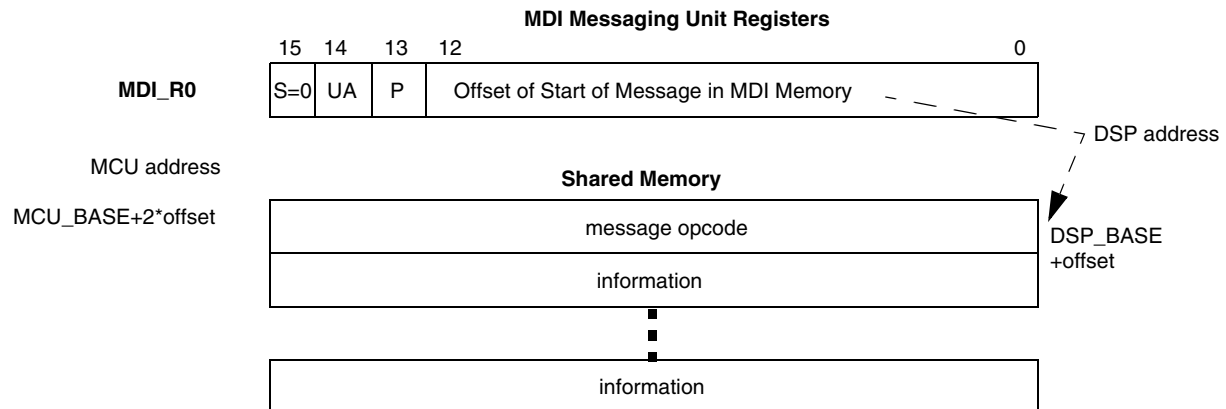 MDI Messaging Unit Registers
15 14 13 12 0
MDI_R0 S=0 UA P Offset of Start of Message in MDI Memory
DSP address
MCU address
Shared Memory
MCU_BASE+2*offset message opcode DSP_BASE
+offset
information
information